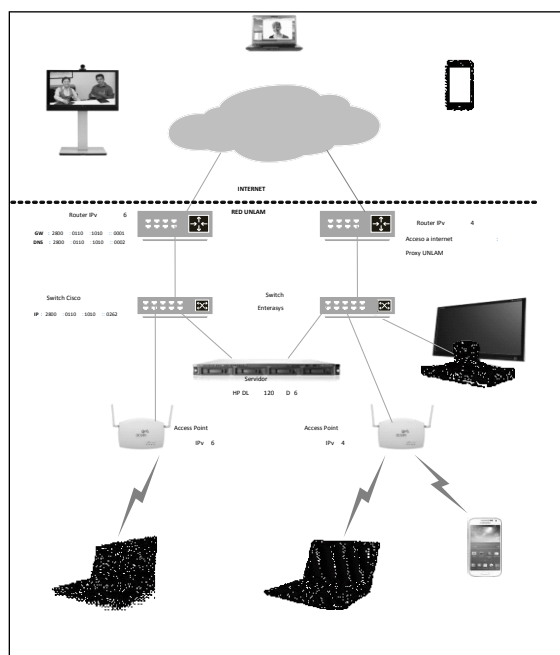 INTERNET
RED UNLAM
Router IPv 6
GW : 2800 :0110 :1010 :: 0001
DNS : 2800 :0110 :1010 :: 0002
Router IPv 4
Acceso a internet :
Proxy UNLAM
Switch Cisco
IP : 2800 :0110 :1010 :: 0262
Switch
Enterasys
Servidor
HP DL 120 D 6
Access Point
IPv 6
Access Point
IPv 4